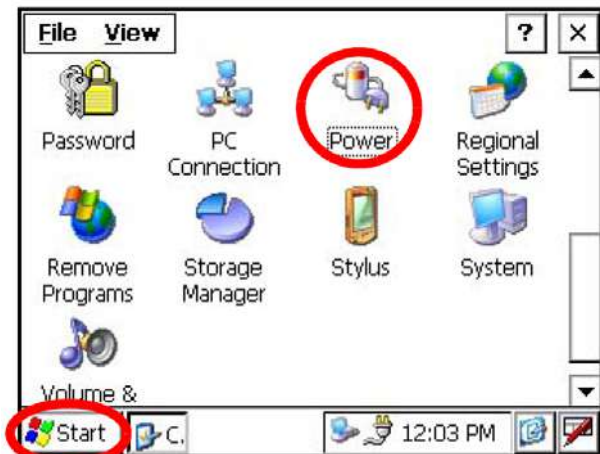 File View ? ×
Password PC Connection Power Regional Settings
Remove Programs Storage Manager Stylus System
Volume &
Start C, 12:03 PM